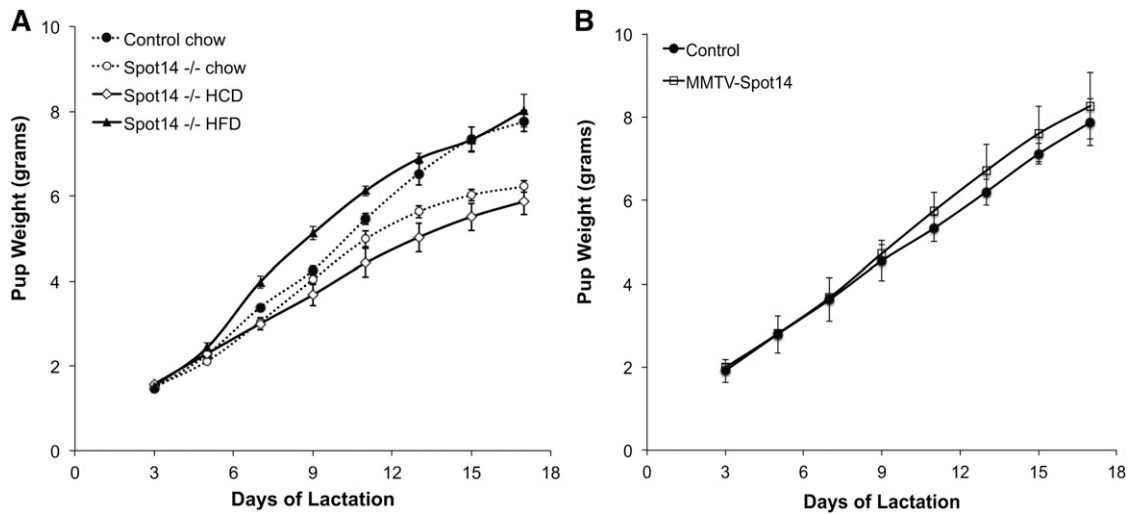 A
Control chow
Spot14 -/- chow
Spot14 -/- HCD
Spot14 -/- HFD
Pup Weight (grams)
10
8
6
4
2
0
0 3 6 9 12 15 18
Days of Lactation
B
Control
MMTV-Spot14
Pup Weight (grams)
10
8
6
4
2
0
0 3 6 9 12 15 18
Days of Lactation